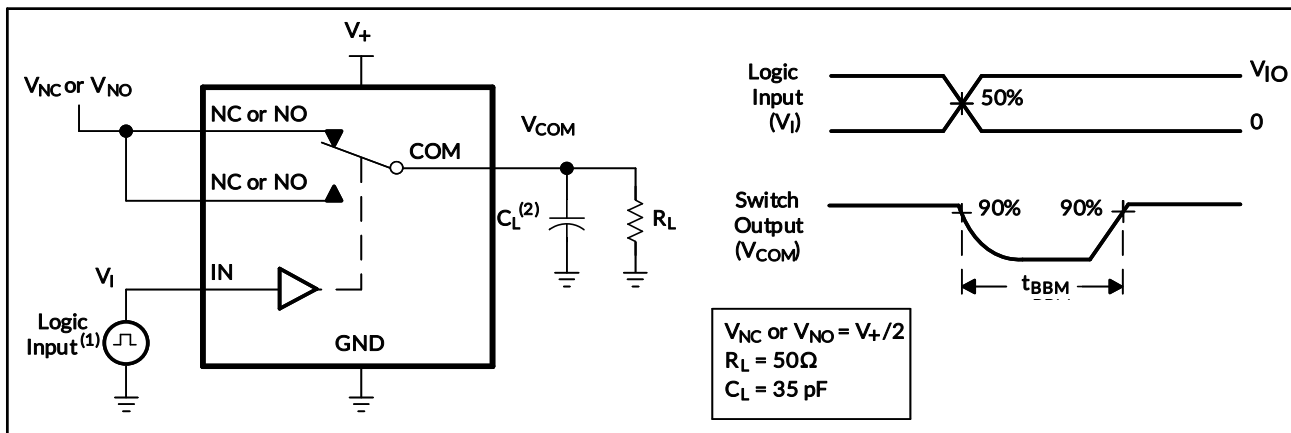 V+
VNC or VNO
NC or NO
VCOM
COM
NC or NO
CL(2)
RL
VI
IN
Logic
Input(1)
GND
Logic
Input
(VI)
50%
VIO
0
Switch
Output
(VCOM)
90%
90%
tBBM
VNC or VNO = V+/2
RL = 50Ω
CL = 35 pF